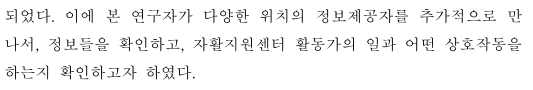 되었다. 이에 본 연구자가 다양한 위치의 정보제공자를 추가적으로 만
나서, 정보들을 확인하고, 자활지원센터 활동가의 일과 어떤 상호작동을
하는지 확인하고자 하였다.